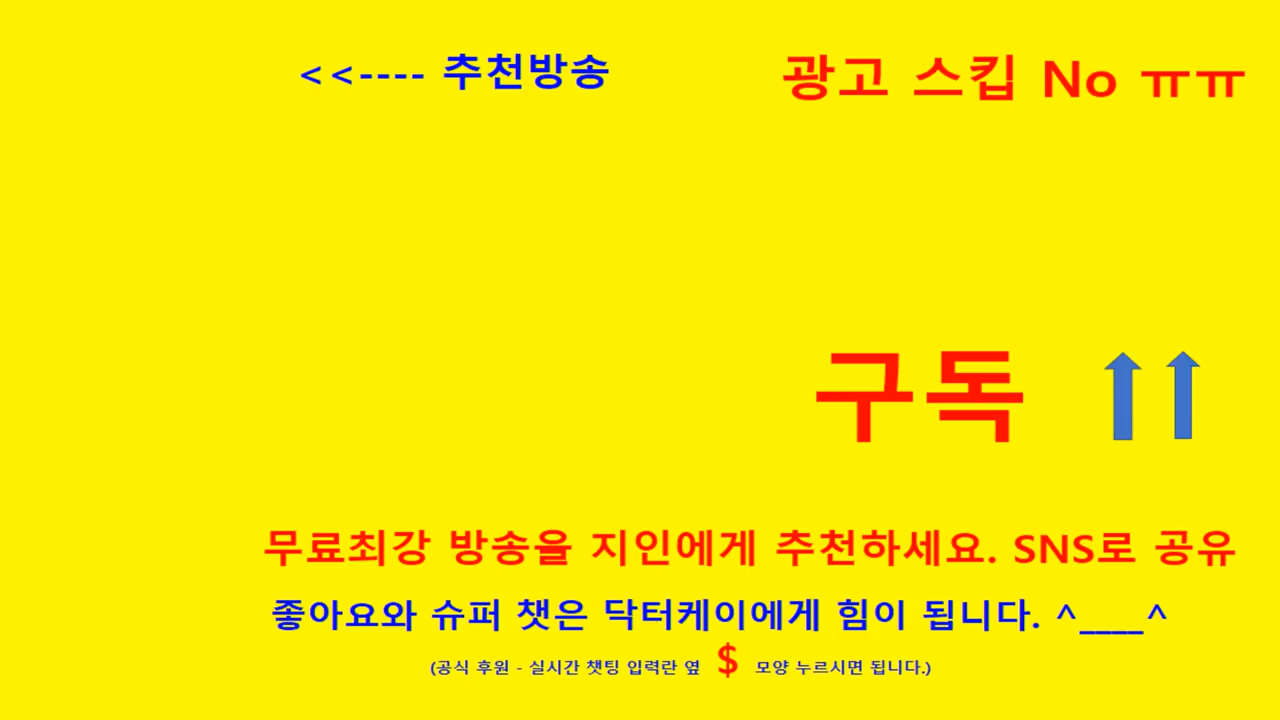 <<---- 추천방송
광고 스킵 No ㅠㅠ
구독
무료최강 방송을 지인에게 추천하세요. SNS로 공유
좋아요와 슈퍼 챗은 닥터케이에게 힘이 됩니다. ^____^
(공식 후원 - 실시간 챗팅 입력란 옆 $ 모양 누르시면 됩니다.)